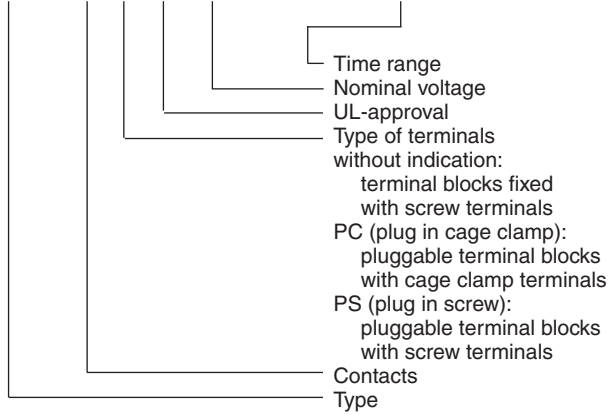 Time range
Nominal voltage
UL-approval
Type of terminals
without indication:
terminal blocks fixed
with screw terminals
PC (plug in cage clamp):
pluggable terminal blocks
with cage clamp terminals
PS (plug in screw):
pluggable terminal blocks
with screw terminals
Contacts
Type